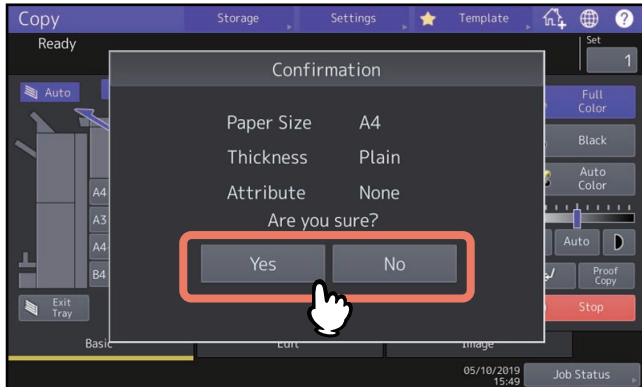 Copy
Storage
Settings
Template
?
Ready
Set
1
Auto
Confirmation
Paper Size A4
Thickness Plain
Attribute None
Are you sure?
Yes
No
A4
A3
A4
B4
Exit
Tray
Full
Color
Black
Auto
Color
Auto
Proof
Copy
Stop
Basic
Edit
Image
05/10/2019
15:49
Job Status